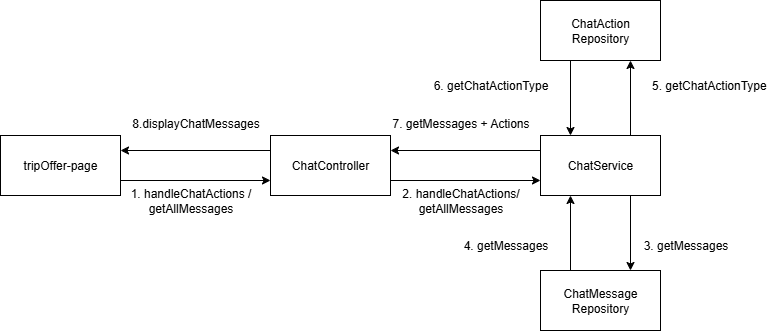 ChatAction
Repository
6. getChatActionType
5. getChatActionType
8.displayChatMessages
7. getMessages + Actions
tripOffer-page
ChatController
ChatService
1. handleChatActions /
getAllMessages
2. handleChatActions/
getAllMessages
4. getMessages
3. getMessages
ChatMessage
Repository